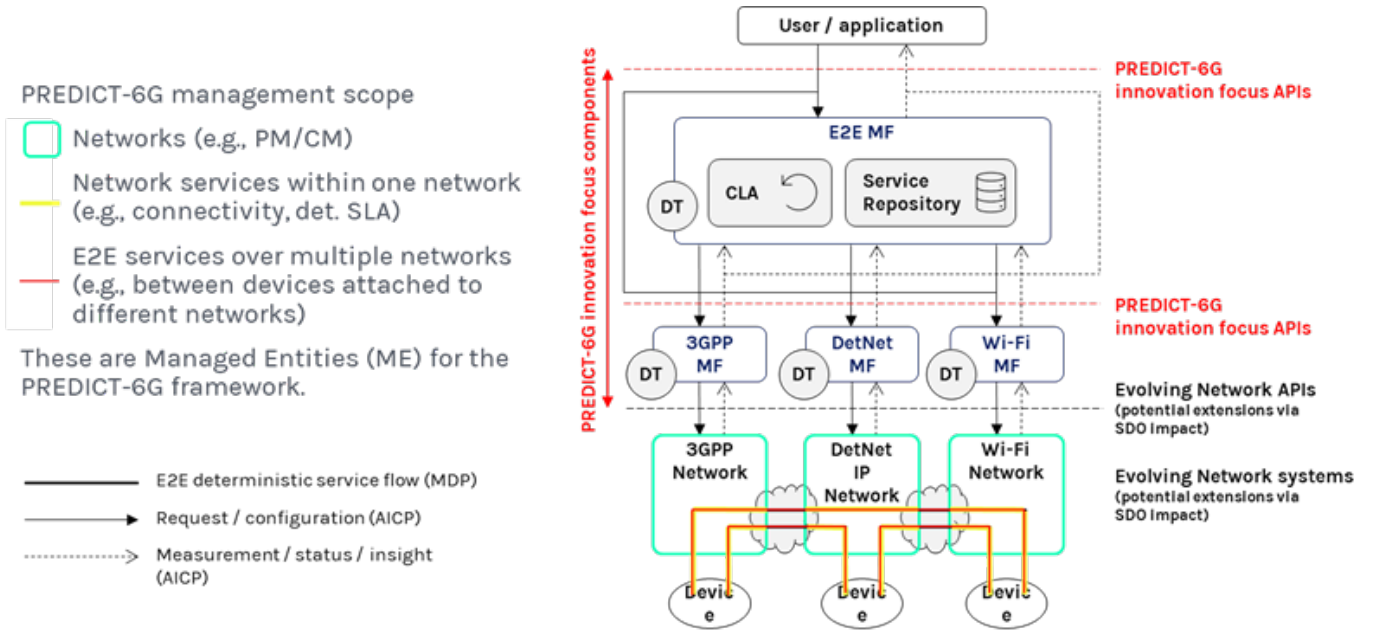 PREDICT-6G management scope
Networks (e.g., PM/CM)
Network services within one network
(e.g., connectivity, det. SLA)
E2E services over multiple networks
(e.g., between devices attached to
different networks)
These are Managed Entities (ME) for the
PREDICT-6G framework.
E2E deterministic service flow (MDP)
Request / configuration (AICP)
Measurement / status / insight
(AICP)
PREDICT-6G innovation focus components
User / application
PREDICT-6G
innovation focus APIs
E2E MF
DT
CLA
Service
Repository
PREDICT-6G
innovation focus APIs
3GPP
MF
DT
DetNet
MF
DT
Wi-Fi
MF
DT
Evolving Network APIs
(potential extensions via
SDO Impact)
3GPP
Network
DetNet
IP
Network
Wi-Fi
Network
Evolving Network systems
(potential extensions via
SDO Impact)
Devic
e
Devic
e
Devic
e